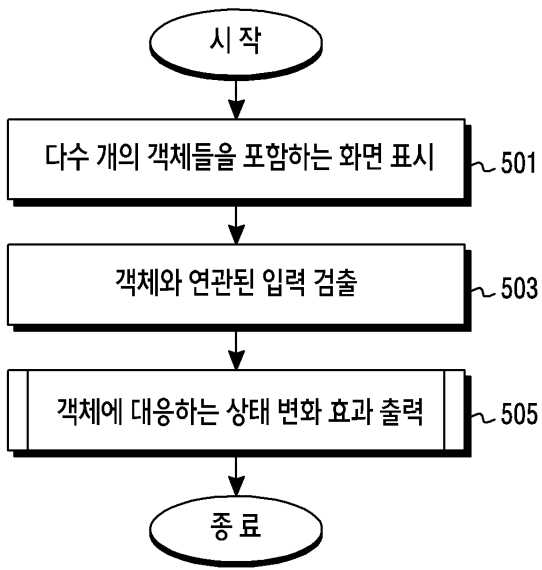 시 작
다수 개의 객체들을 포함하는 화면 표시
501
객체와 연관된 입력 검출
503
객체에 대응하는 상태 변화 효과 출력
505
종 료